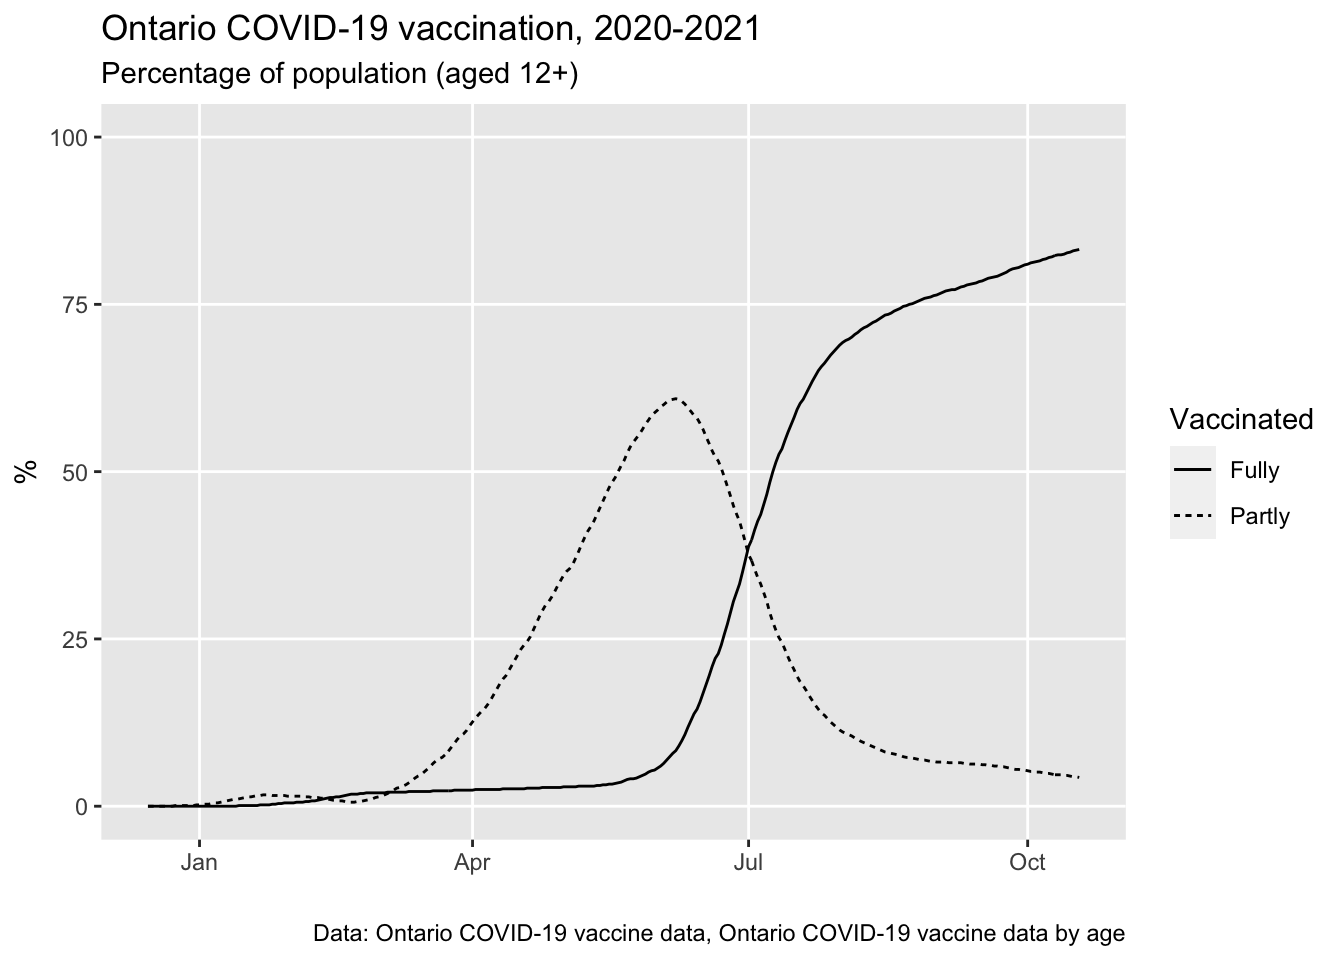 Ontario COVID-19 vaccination, 2020-2021
Percentage of population (aged 12+)
100
75
50
25
0
%
Jan Apr Jul Oct
Vaccinated
Fully
Partly
Data: Ontario COVID-19 vaccine data, Ontario COVID-19 vaccine data by age